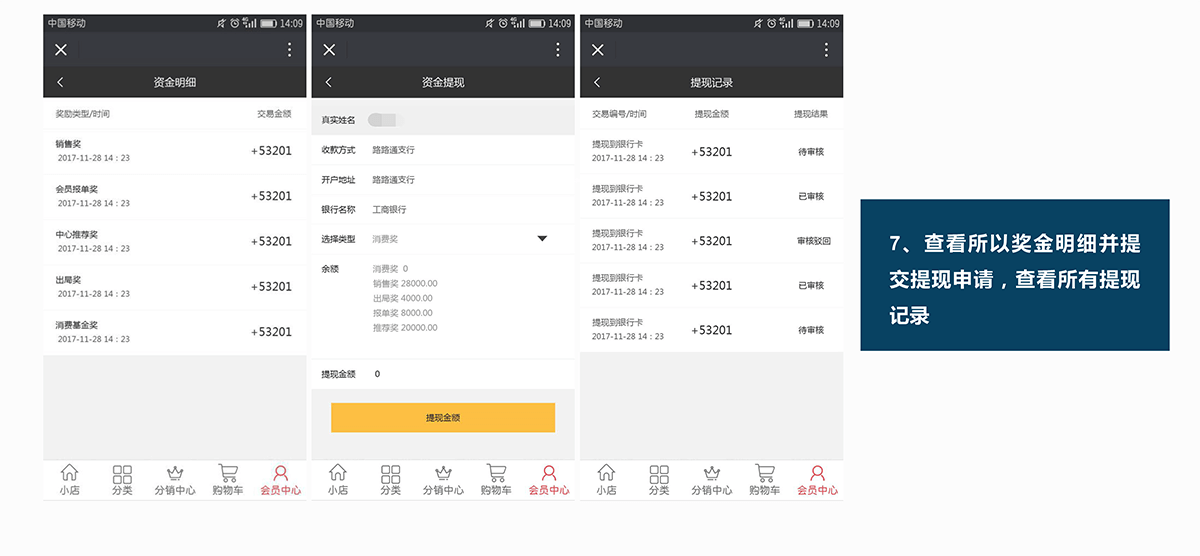 中国移动 4G 14:09
资金明细
奖励类型/时间 交易金额
销售奖
2017-11-28 14：23 +53201
会员报单奖
2017-11-28 14：23 +53201
中心推荐奖
2017-11-28 14：23 +53201
出局奖
2017-11-28 14：23 +53201
消费基金奖
2017-11-28 14：23 +53201
小店 分类 分销中心 购物车 会员中心
中国移动 4G 14:09
资金提现
真实姓名
收款方式 路路通支行
开户地址 路路通支行
银行名称 工商银行
选择类型 消费奖
余额 消费奖 0
销售奖 28000.00
出局奖 4000.00
报单奖 8000.00
推荐奖 20000.00
提现金额 0
提现金额
小店 分类 分销中心 购物车 会员中心
中国移动 4G 14:09
提现记录
交易编号/时间 提现金额 提现结果
提现到银行卡
2017-11-28 14：23 +53201 待审核
提现到银行卡
2017-11-28 14：23 +53201 已审核
提现到银行卡
2017-11-28 14：23 +53201 审核驳回
提现到银行卡
2017-11-28 14：23 +53201 已审核
提现到银行卡
2017-11-28 14：23 +53201 待审核
小店 分类 分销中心 购物车 会员中心
7、查看所以奖金明细并提
交提现申请，查看所有提现
记录